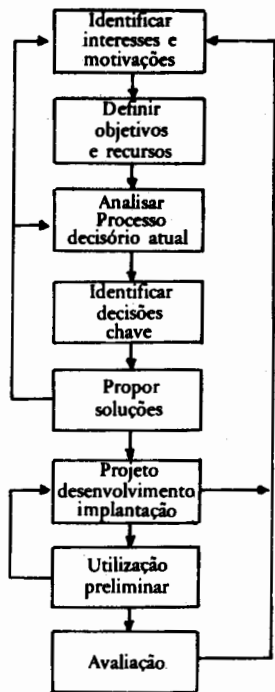 Identificar
interesses e
motivações
Definir
objetivos
e recursos
Analisar
Processo
decisório atual
Identificar
decisões
chave
Propor
soluções
Projeto
desenvolvimento
implantação
Utilização
preliminar
Avaliação